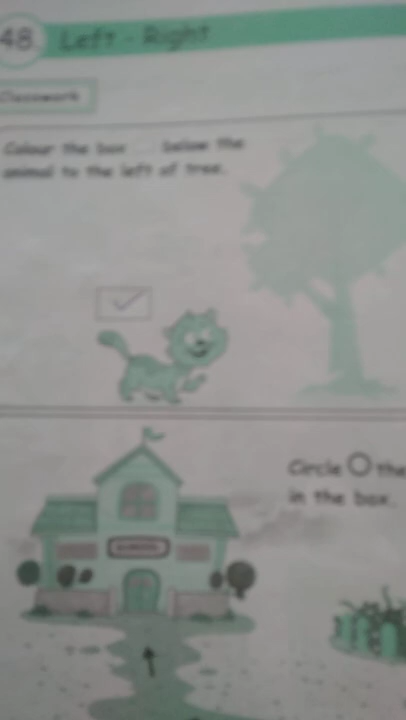 48. Left - Right
Classwork
Colour the box below the
animal to the left of tree.
Circle O the
in the box.
SCHOOL